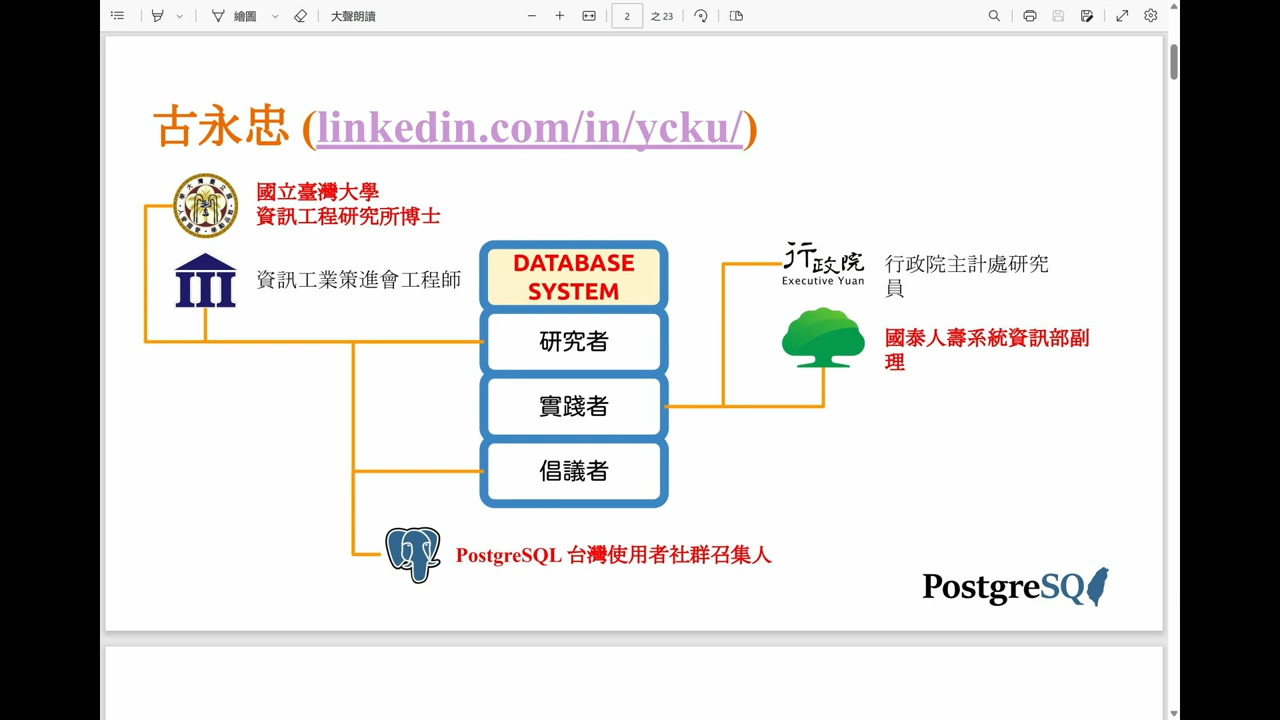 繪圖
大聲朗讀
2
之 23
古永忠 (linkedin.com/in/ycku/)
國立臺灣大學
資訊工程研究所博士
資訊工業策進會工程師
DATABASE
SYSTEM
研究者
實踐者
倡議者
行政院
Executive Yuan
行政院主計處研究
員
國泰人壽系統資訊部副
理
PostgreSQL 台灣使用者社群召集人
PostgreSQ